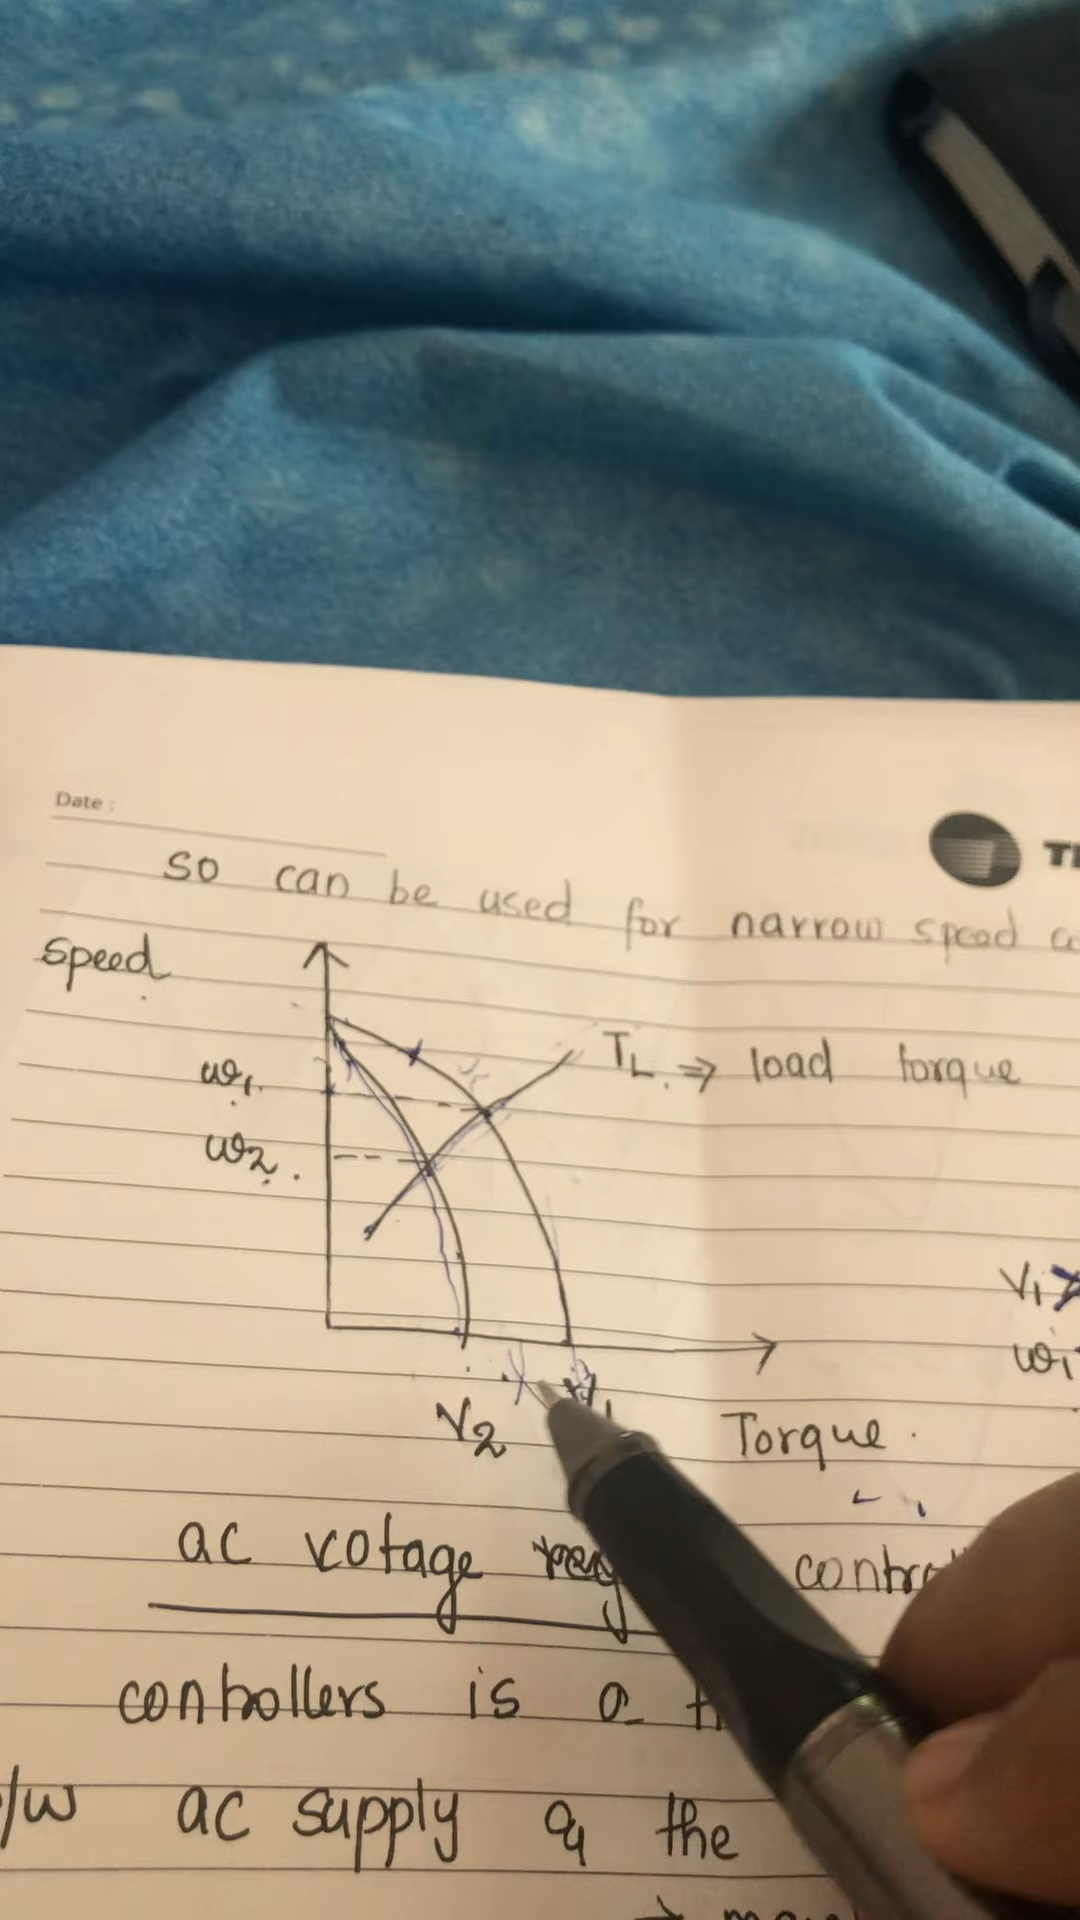 Date :
so can be used for narrow speed
speed
TL. ⇒ load torque
ω1.
ω2.
V1>
ω1
V2
Torque.
ac votage
controllers is a
ac supply & the